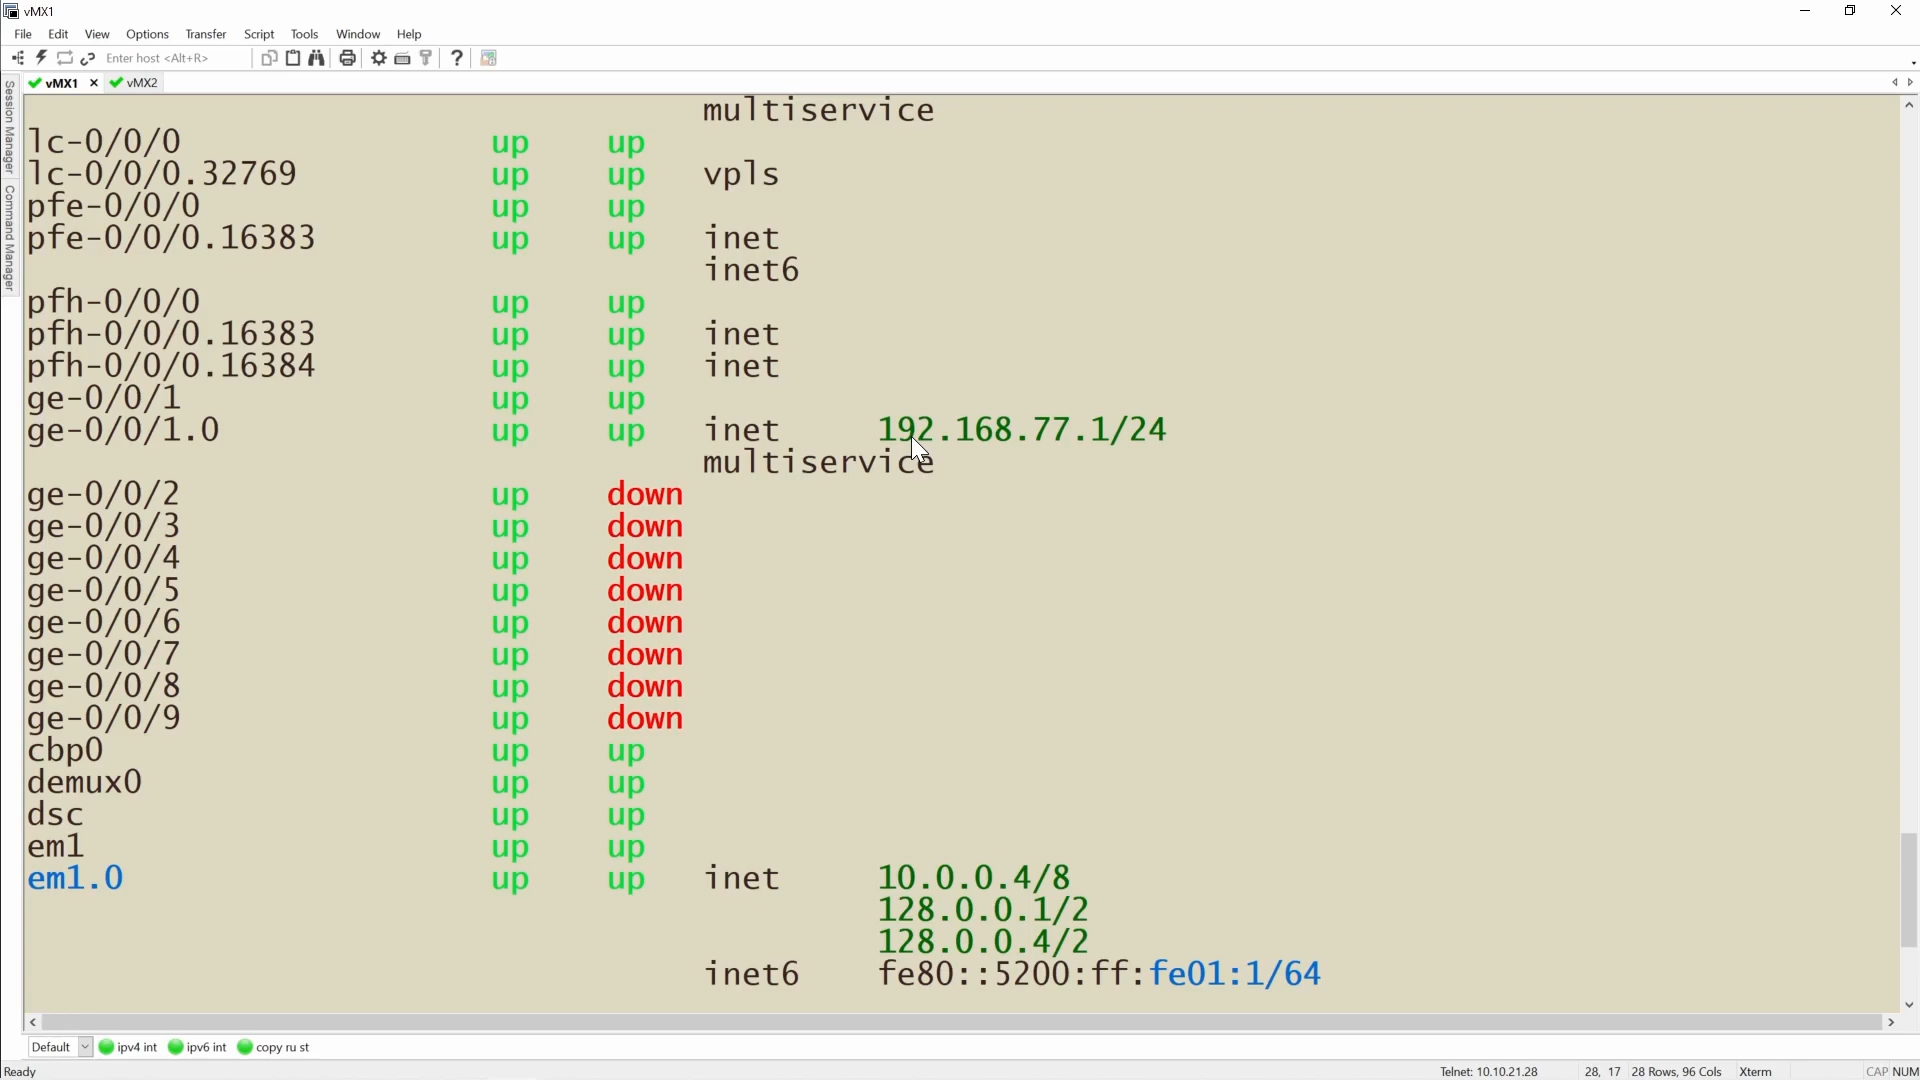 vMX1
File Edit View Options Transfer Script Tools Window Help
Enter host <Alt+R>
vMX1 vMX2
Session Manager
Command Manager
multiservice
lc-0/0/0 up up
lc-0/0/0.32769 up up vpls
pfe-0/0/0 up up
pfe-0/0/0.16383 up up inet
inet6
pfh-0/0/0 up up
pfh-0/0/0.16383 up up inet
pfh-0/0/0.16384 up up inet
ge-0/0/1 up up
ge-0/0/1.0 up up inet 192.168.77.1/24
multiservice
ge-0/0/2 up down
ge-0/0/3 up down
ge-0/0/4 up down
ge-0/0/5 up down
ge-0/0/6 up down
ge-0/0/7 up down
ge-0/0/8 up down
ge-0/0/9 up down
cbp0 up up
demux0 up up
dsc up up
em1 up up
em1.0 up up inet 10.0.0.4/8
128.0.0.1/2
128.0.0.4/2
inet6 fe80::5200:ff:fe01:1/64
Default ipv4 int ipv6 int copy ru st
Ready Telnet: 10.10.21.28 28, 17 28 Rows, 96 Cols Xterm CAP NUM